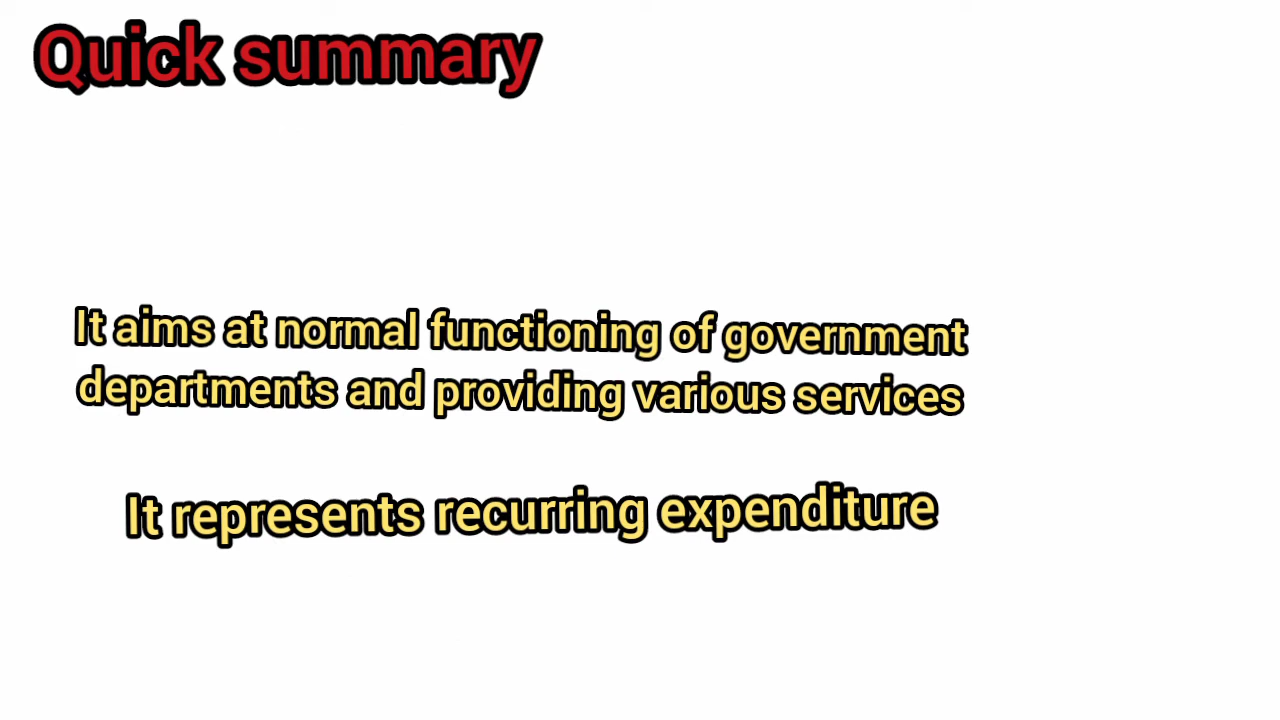 Quick summary
It aims at normal functioning of government
departments and providing various services
It represents recurring expenditure